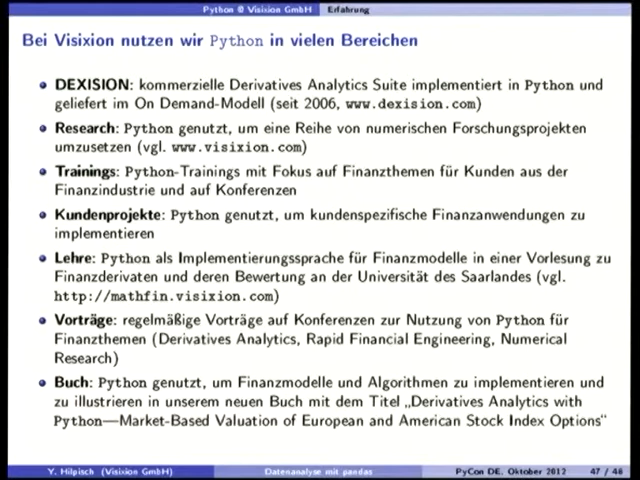 Python @ Visixion GmbH Erfahrung
Bei Visixion nutzen wir Python in vielen Bereichen
DEXISION: kommerzielle Derivatives Analytics Suite implementiert in Python und
geliefert im On Demand-Modell (seit 2006, www.dexision.com)
Research: Python genutzt, um eine Reihe von numerischen Forschungsprojekten
umzusetzen (vgl. www.visixion.com)
Trainings: Python-Trainings mit Fokus auf Finanzthemen für Kunden aus der
Finanzindustrie und auf Konferenzen
Kundenprojekte: Python genutzt, um kundenspezifische Finanzanwendungen zu
implementieren
Lehre: Python als Implementierungssprache für Finanzmodelle in einer Vorlesung zu
Finanzderivaten und deren Bewertung an der Universität des Saarlandes (vgl.
http://mathfin.visixion.com)
Vorträge: regelmäßige Vorträge auf Konferenzen zur Nutzung von Python für
Finanzthemen (Derivatives Analytics, Rapid Financial Engineering, Numerical
Research)
Buch: Python genutzt, um Finanzmodelle und Algorithmen zu implementieren und
zu illustrieren in unserem neuen Buch mit dem Titel „Derivatives Analytics with
Python—Market-Based Valuation of European and American Stock Index Options“
Y. Hilpisch (Visixion GmbH) Datenanalyse mit pandas PyCon DE, Oktober 2012 47 / 48